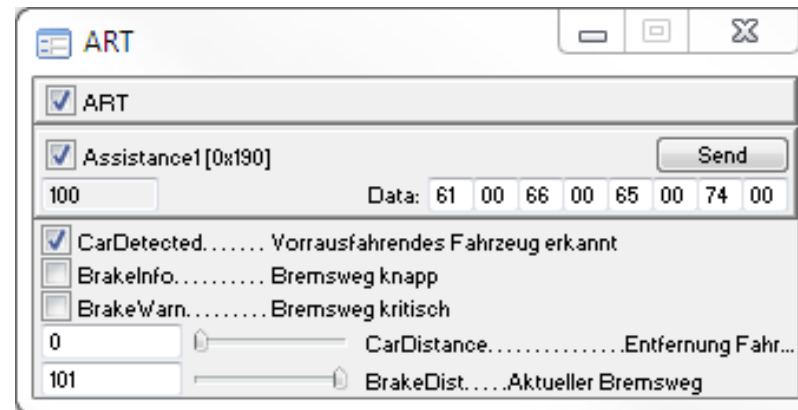 ART
ART
Assistance1 [0x190] Send
100 Data: 61 00 66 00 65 00 74 00
CarDetected....... Vorrausfahrendes Fahrzeug erkannt
BrakeInfo.......... Bremsweg knapp
BrakeWarn......... Bremsweg kritisch
0 CarDistance...............Entfernung Fahr...
101 BrakeDist.....Aktueller Bremsweg